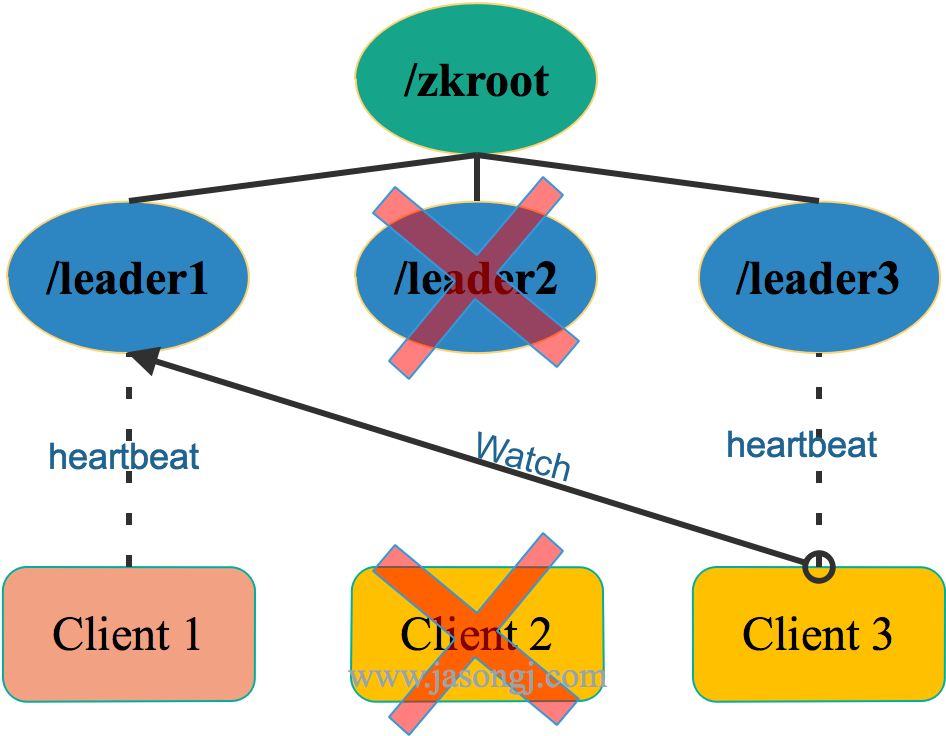 /zkroot
/leader1
/leader2
/leader3
heartbeat
Watch
heartbeat
Client 1
Client 2
Client 3
www.jasongj.com